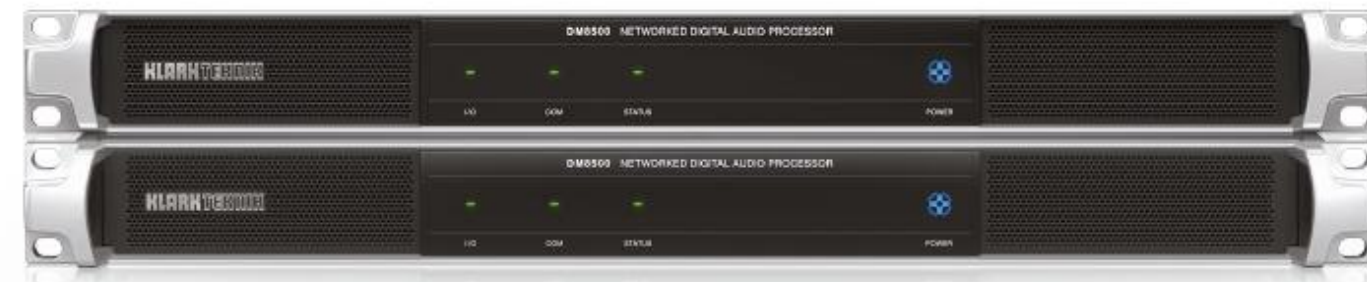 DM8500 NETWORKED DIGITAL AUDIO PROCESSOR
KLARK TEKNIK
I/O COM STATUS POWER
DM8500 NETWORKED DIGITAL AUDIO PROCESSOR
KLARK TEKNIK
I/O COM STATUS POWER